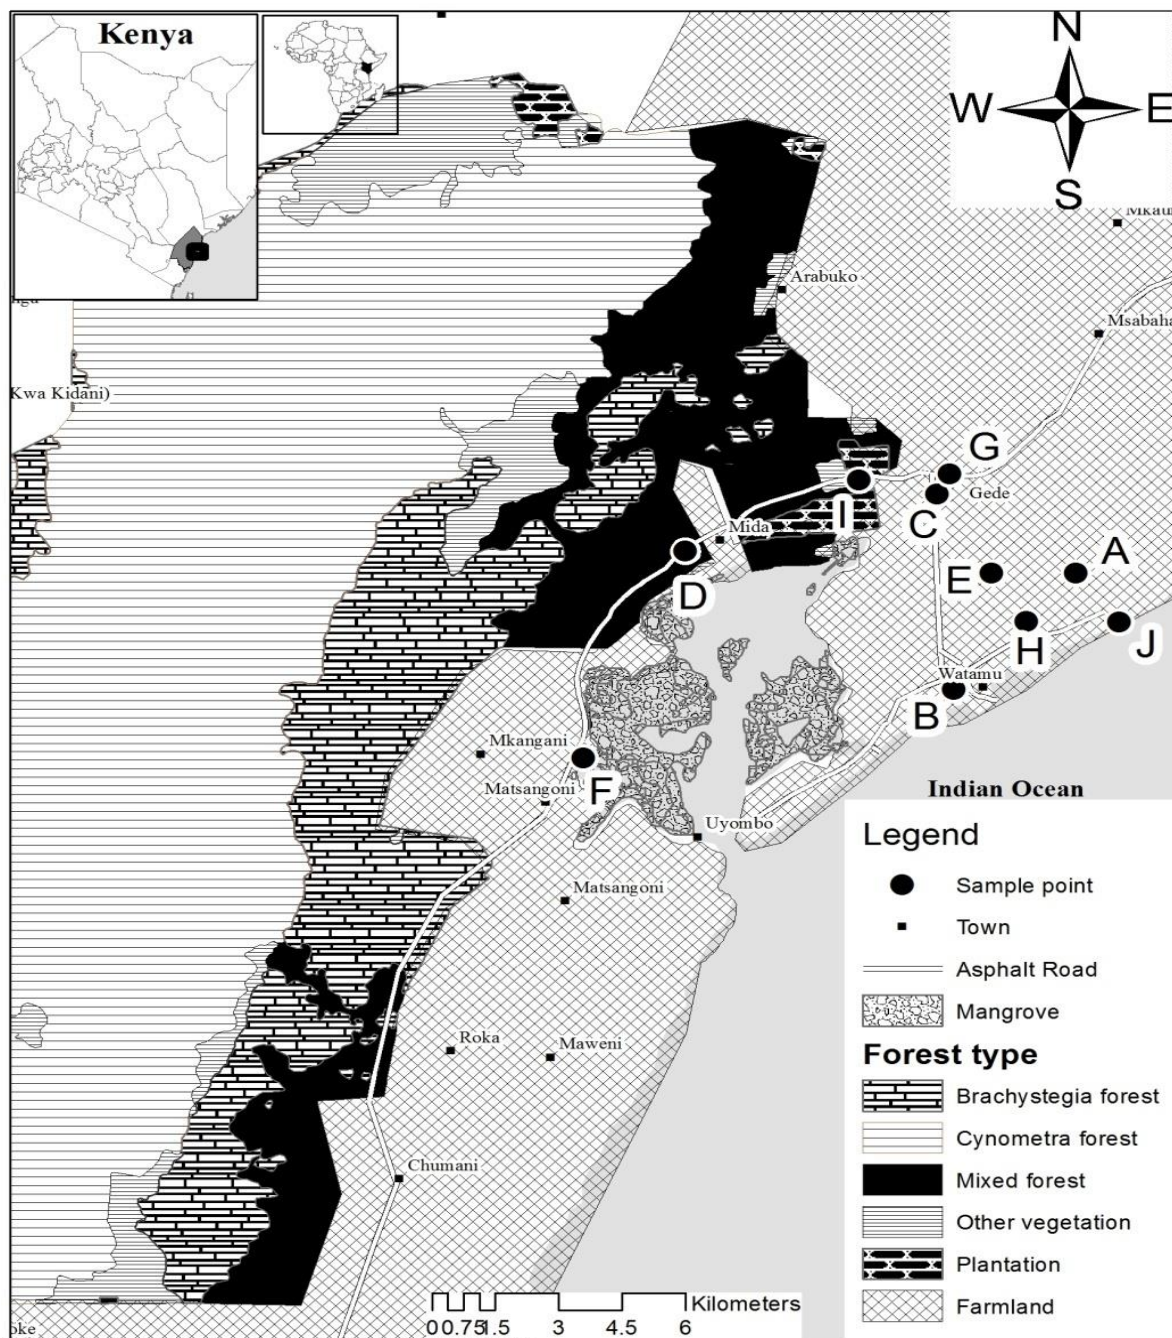 Kenya
N
W E
S
Mkau
Arabuko
Msabaha
Kwa Kidani)
G
Gede
I
C
Mida
A
E
D
H
J
Watamu
B
Mkangani
F
Matsangoni
Indian Ocean
Uyombo
Legend
Sample point
Matsangoni
Town
Asphalt Road
Mangrove
Roka
Maweni
Forest type
Brachystegia forest
Cynometra forest
Chumani
Mixed forest
Other vegetation
Plantation
Kilometers
Farmland
0 0.75 1.5 3 4.5 6
oke